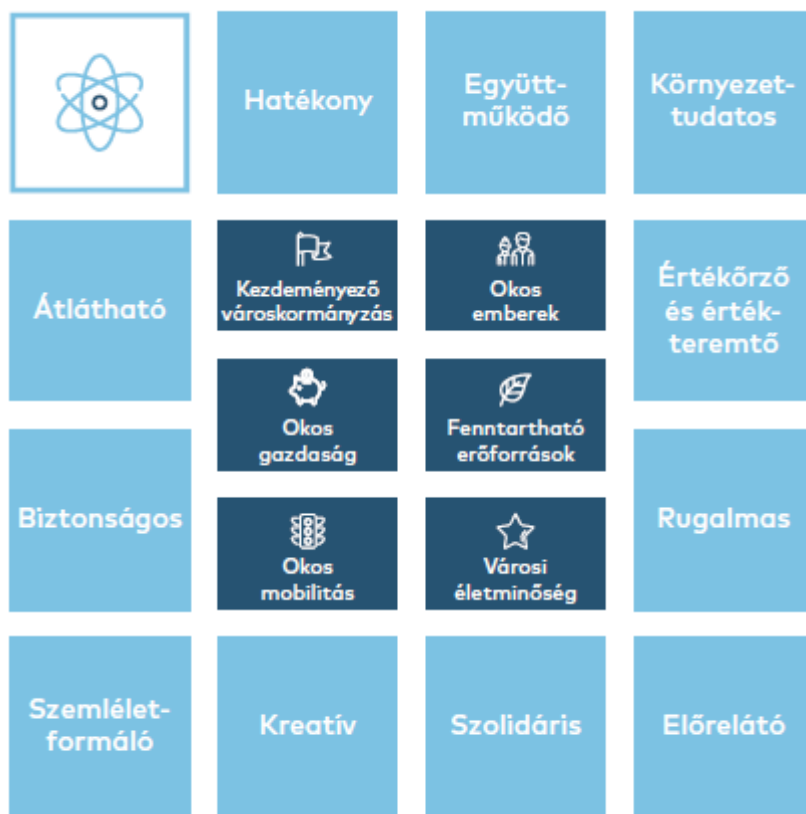 Hatékony
Együtt-
működő
Környezet-
tudatos
Átlátható
Kezdeményező
városkormányzás
Okos
emberek
Értékőrző
és érték-
teremtő
Okos
gazdaság
Fenntartható
erőforrások
Biztonságos
Okos
mobilitás
Városi
életminőség
Rugalmas
Szemlélet-
formáló
Kreatív
Szolidáris
Előrelátó